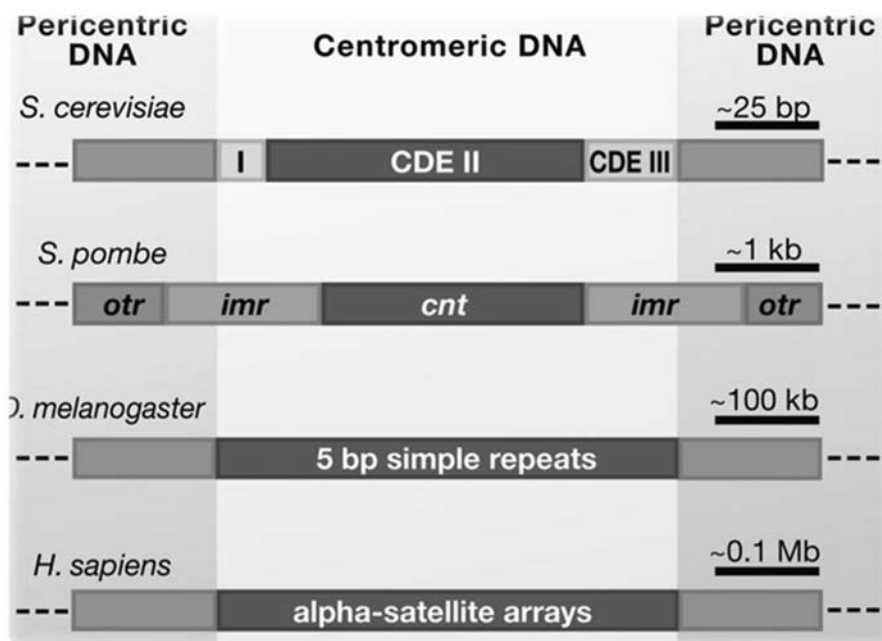 Pericentric
DNA
Centromeric DNA
Pericentric
DNA
S. cerevisiae
~25 bp
I
CDE II
CDE III
S. pombe
~1 kb
otr
imr
cnt
imr
otr
D. melanogaster
~100 kb
5 bp simple repeats
H. sapiens
~0.1 Mb
alpha-satellite arrays